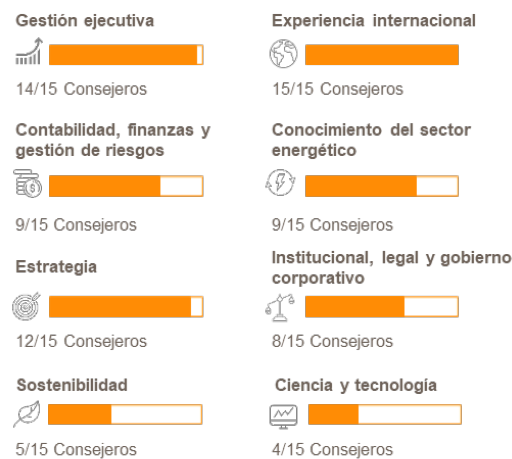 Gestión ejecutiva
14/15 Consejeros
Experiencia internacional
15/15 Consejeros
Contabilidad, finanzas y
gestión de riesgos
9/15 Consejeros
Conocimiento del sector
energético
9/15 Consejeros
Estrategia
12/15 Consejeros
Institucional, legal y gobierno
corporativo
8/15 Consejeros
Sostenibilidad
5/15 Consejeros
Ciencia y tecnología
4/15 Consejeros